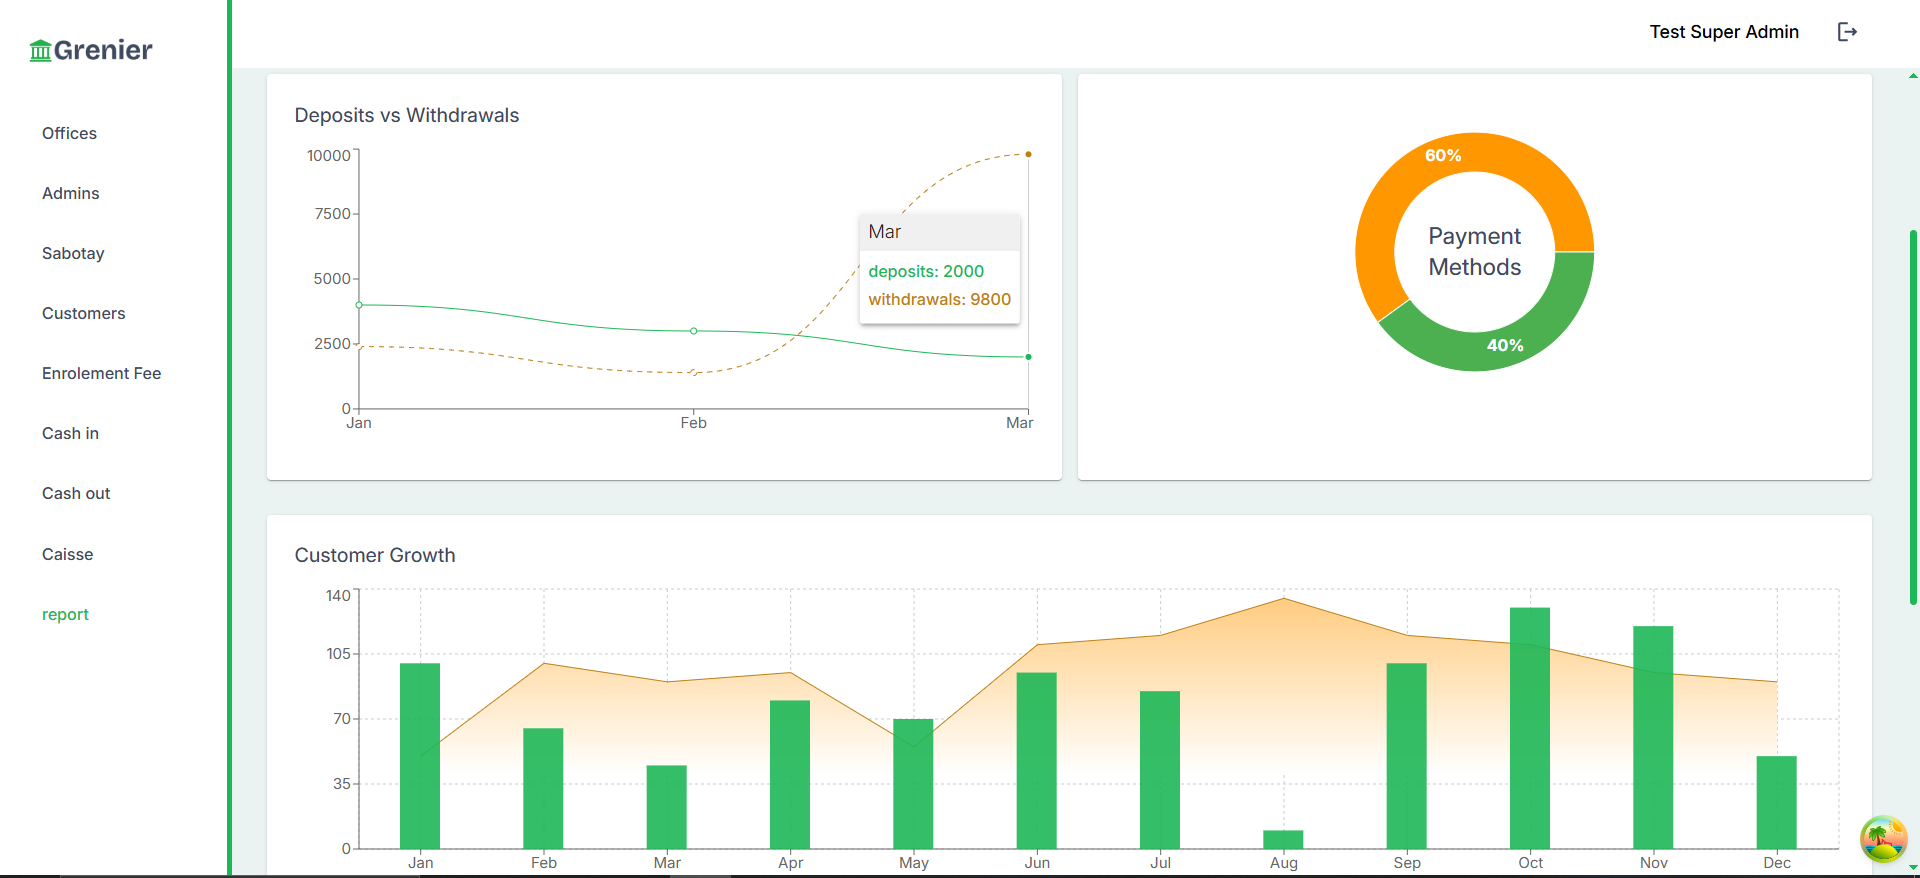 Grenier
Test Super Admin
Offices
Admins
Sabotay
Customers
Enrolement Fee
Cash in
Cash out
Caisse
report
Deposits vs Withdrawals
10000
7500
5000
2500
0
Jan
Feb
Mar
Mar
deposits: 2000
withdrawals: 9800
60%
Payment
Methods
40%
Customer Growth
140
105
70
35
0
Jan
Feb
Mar
Apr
May
Jun
Jul
Aug
Sep
Oct
Nov
Dec